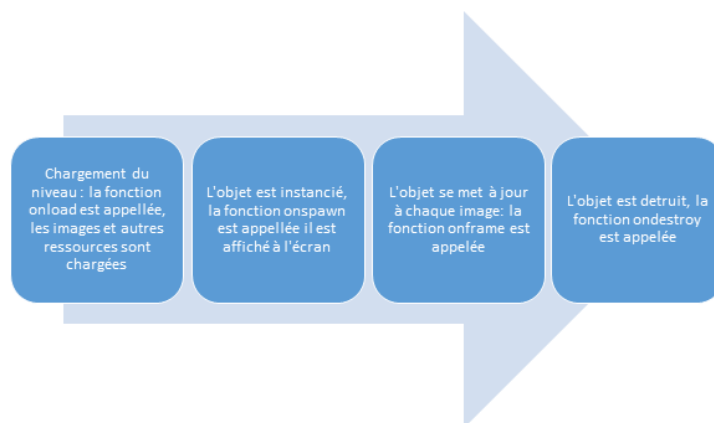 Chargement du
niveau : la fonction
onload est appellée,
les images et autres
ressources sont
chargées
L'objet est instancié,
la fonction onspawn
est appellée il est
affiché à l'écran
L'objet se met à jour
à chaque image: la
fonction onframe est
appelée
L'objet est detruit, la
fonction ondestroy
est appelée